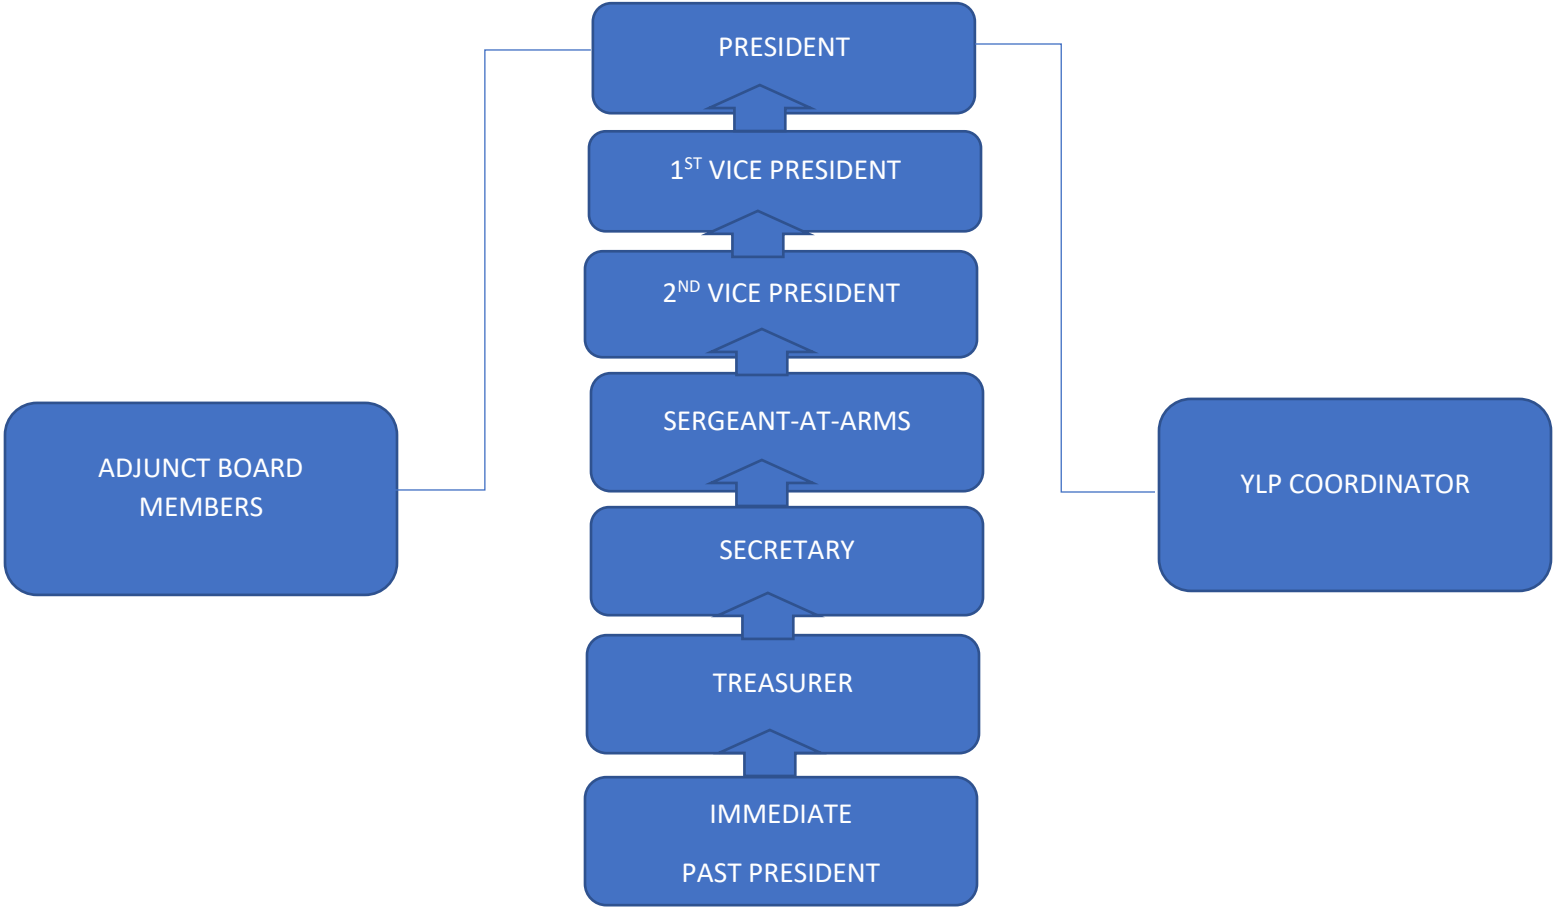 PRESIDENT
1ST VICE PRESIDENT
2ND VICE PRESIDENT
SERGEANT-AT-ARMS
ADJUNCT BOARD
MEMBERS
YLP COORDINATOR
SECRETARY
TREASURER
IMMEDIATE
PAST PRESIDENT